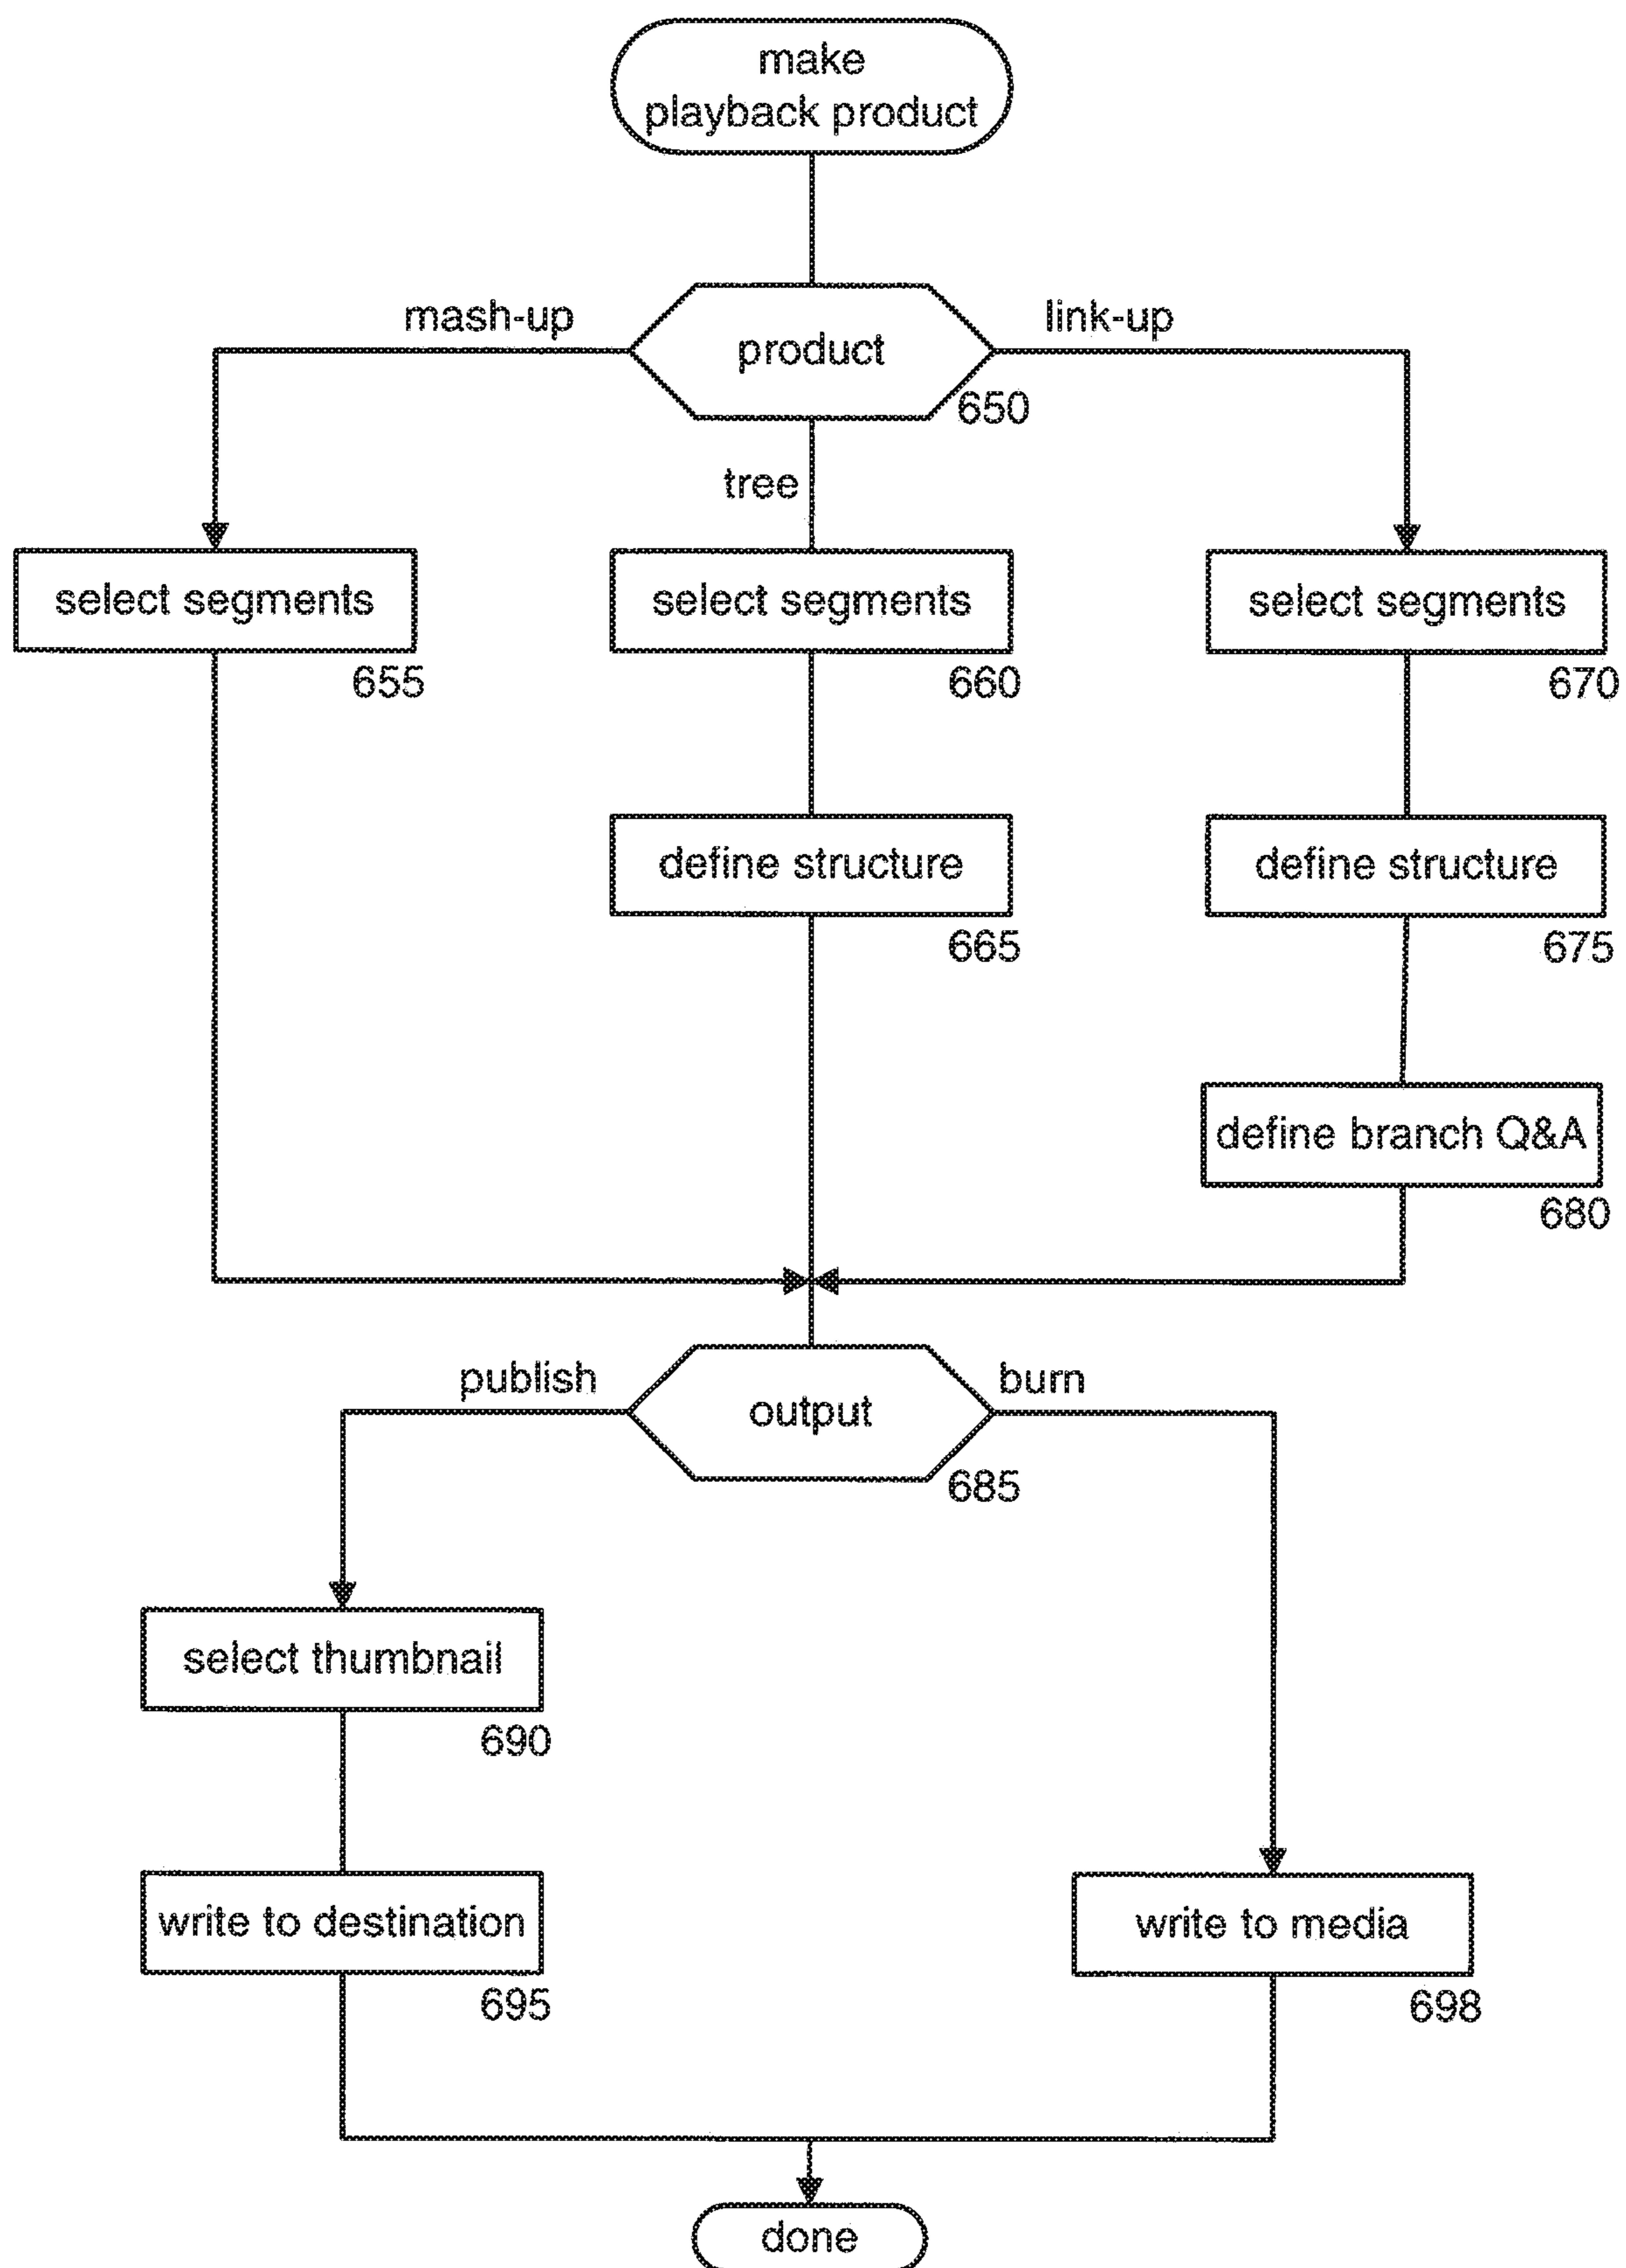 make
playback product
mash-up
link-up
product
650
tree
select segments
select segments
select segments
655
660
670
define structure
define structure
665
675
define branch Q&A
680
publish
burn
output
685
select thumbnail
690
write to destination
write to media
695
698
done